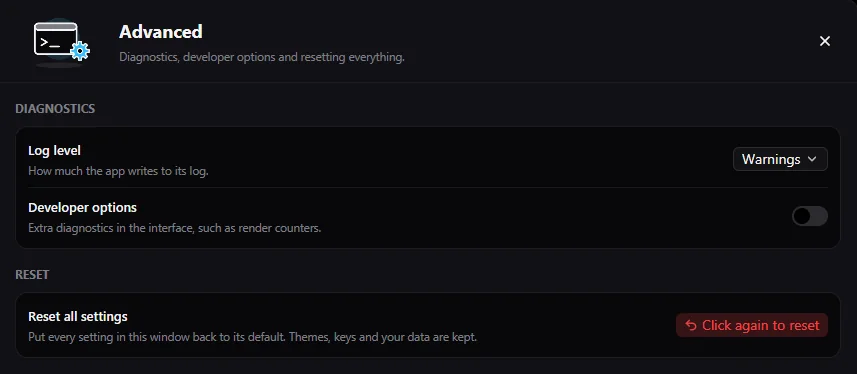 >_
Advanced
Diagnostics, developer options and resetting everything.
DIAGNOSTICS
Log level
How much the app writes to its log.
Warnings
Developer options
Extra diagnostics in the interface, such as render counters.
RESET
Reset all settings
Put every setting in this window back to its default. Themes, keys and your data are kept.
Click again to reset